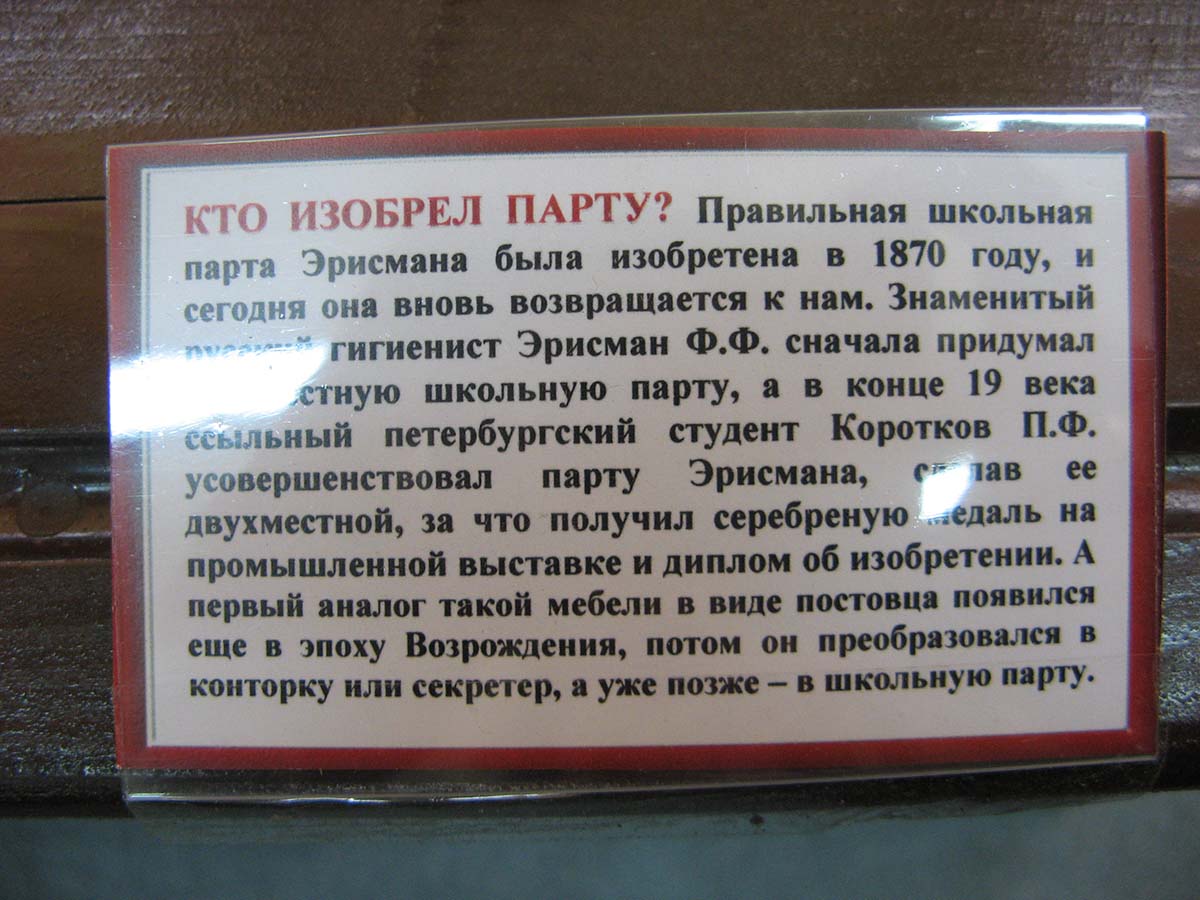 КТО ИЗОБРЕЛ ПАРТУ? Правильная школьная
парта Эрисмана была изобретена в 1870 году, и
сегодня она вновь возвращается к нам. Знаменитый
русский гигиенист Эрисман Ф.Ф. сначала придумал
школьную парту, а в конце 19 века
ссыльный петербургский студент Коротков П.Ф.
усовершенствовал парту Эрисмана, сделав ее
двухместной, за что получил серебреную медаль на
промышленной выставке и диплом об изобретении. А
первый аналог такой мебели в виде постовца появился
еще в эпоху Возрождения, потом он преобразовался в
конторку или секретер, а уже позже – в школьную парту.